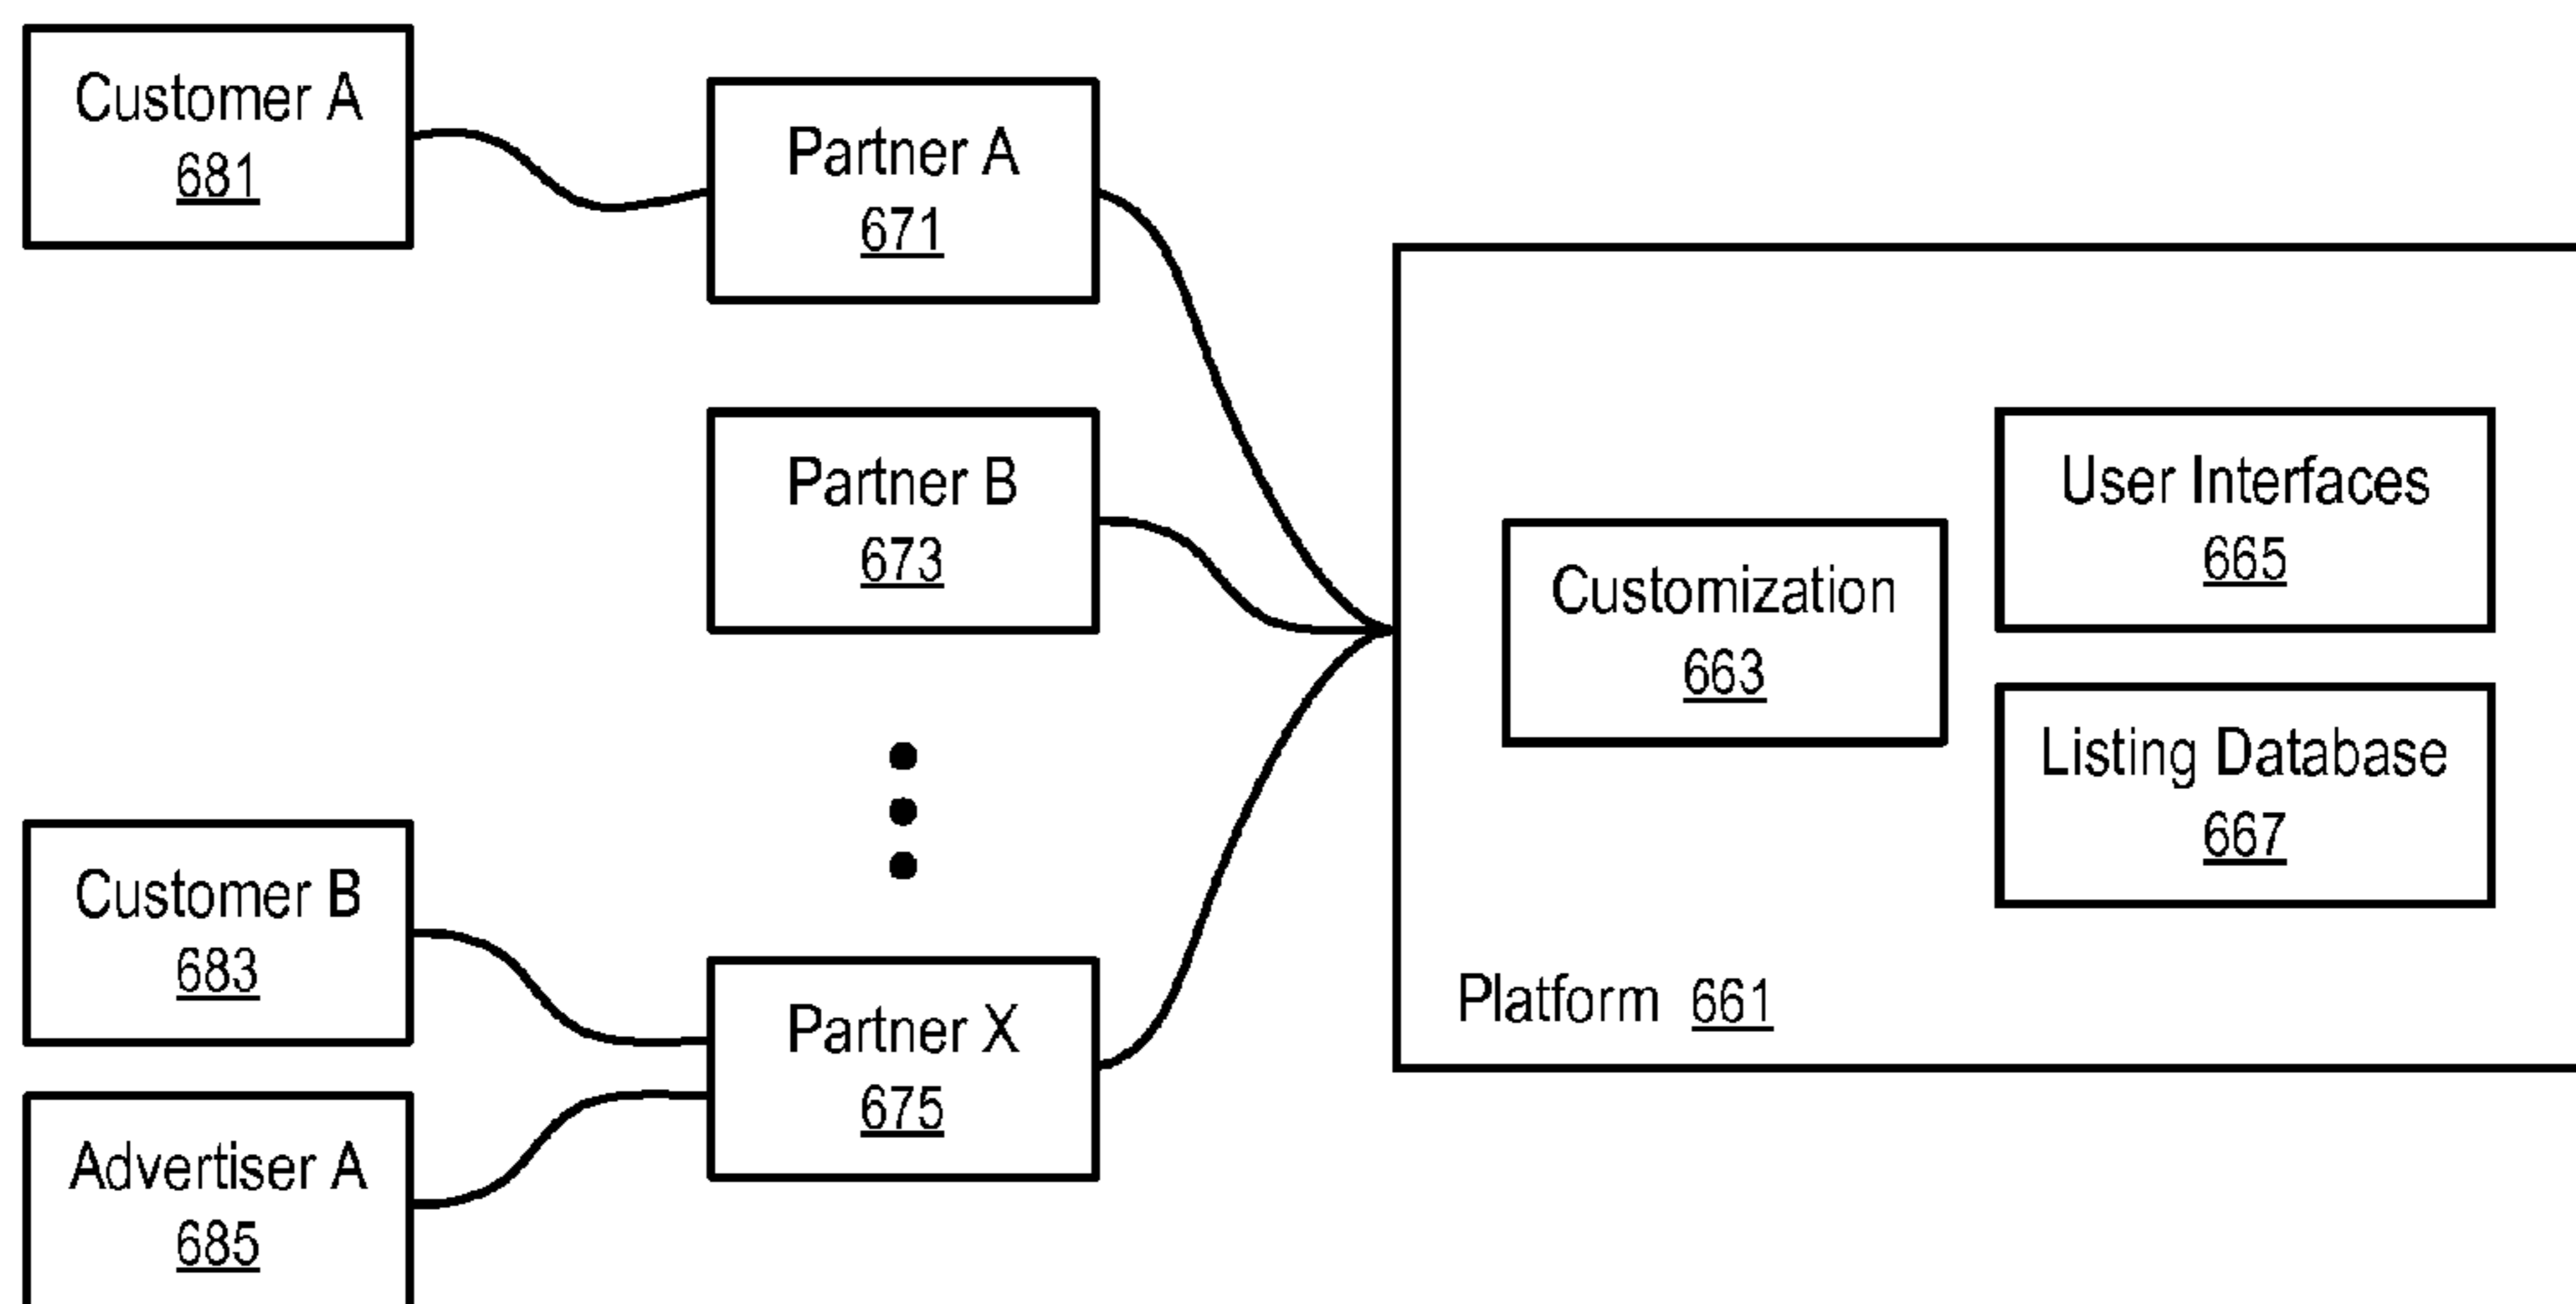 Customer A
681
Partner A
671
Partner B
673
User Interfaces
665
Customization
663
Listing Database
667
Customer B
683
Partner X
675
Platform 661
Advertiser A
685